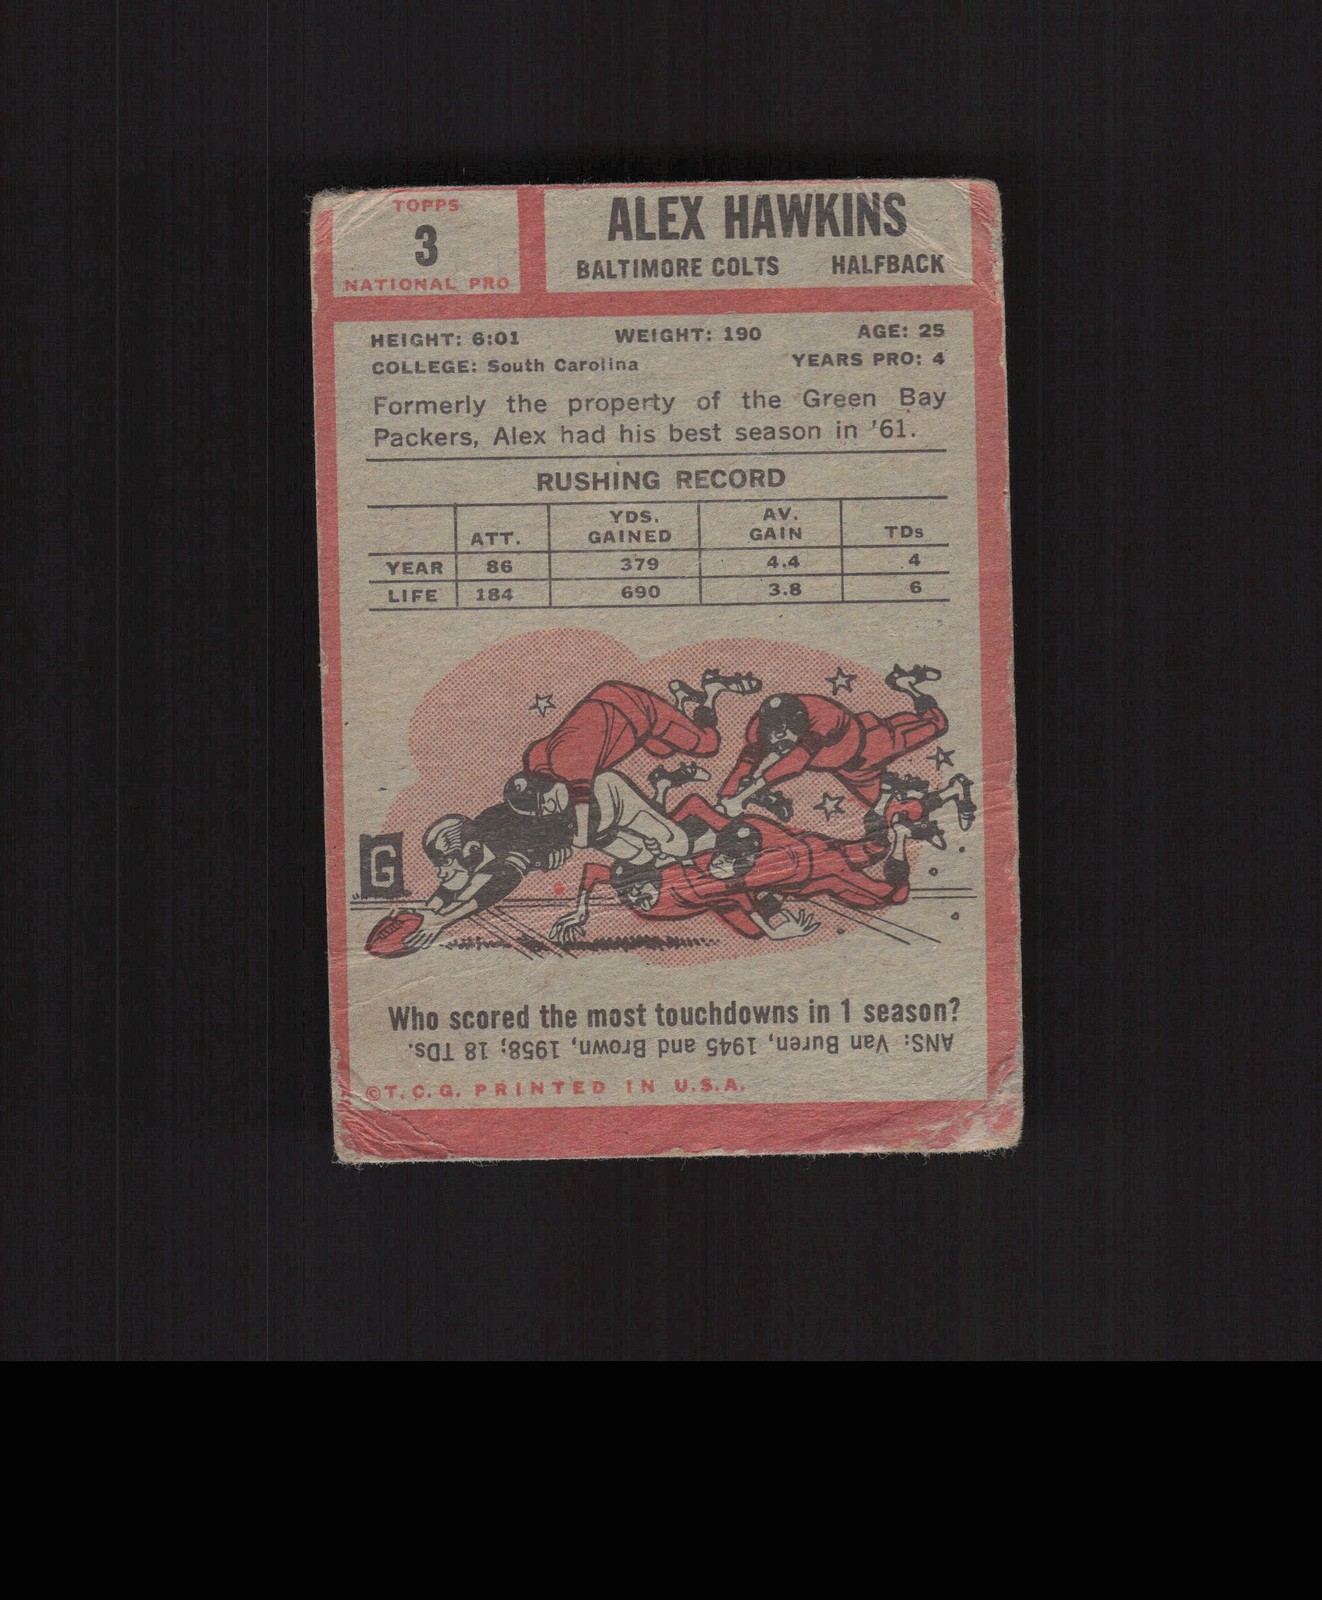 TOPPS
3
NATIONAL PRO
ALEX HAWKINS
BALTIMORE COLTS HALFBACK
HEIGHT: 6:01 WEIGHT: 190 AGE: 25
COLLEGE: South Carolina YEARS PRO: 4
Formerly the property of the Green Bay
Packers, Alex had his best season in '61.
RUSHING RECORD
ATT. YDS. GAINED AV. GAIN TDs
YEAR 86 379 4.4 4
LIFE 184 690 3.8 6
G
Who scored the most touchdowns in 1 season?
ANS: Van Buren, 1945 and Brown, 1958; 18 TDs.
©T.C.G. PRINTED IN U.S.A.